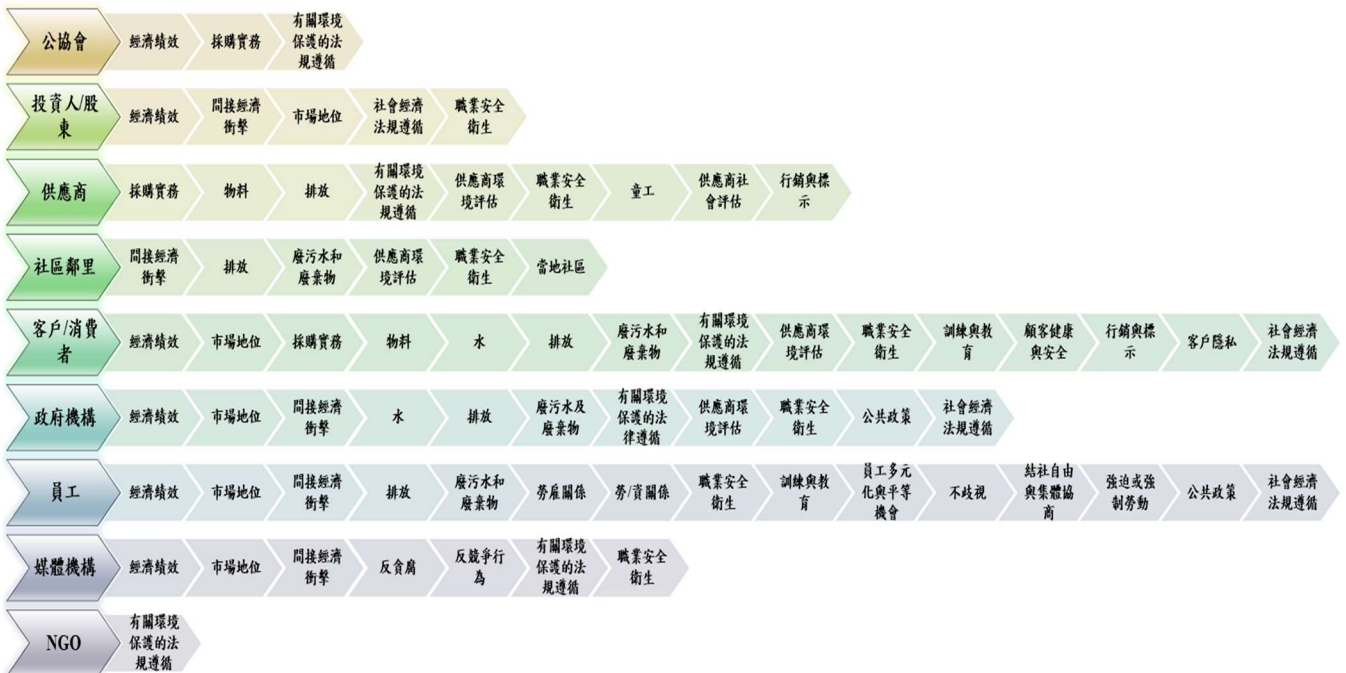 公協會
經濟績效
採購實務
有關環境
保護的法
規遵循
投資人/股
東
經濟績效
間接經濟
衝擊
市場地位
社會經濟
法規遵循
職業安全
衛生
供應商
採購實務
物料
排放
有關環境
保護的法
規遵循
供應商環
境評估
職業安全
衛生
童工
供應商社
會評估
行銷與標
示
社區鄰里
間接經濟
衝擊
排放
廢污水和
廢棄物
供應商環
境評估
職業安全
衛生
當地社區
客戶/消費
者
經濟績效
市場地位
採購實務
物料
水
排放
廢污水和
廢棄物
有關環境
保護的法
規遵循
供應商環
境評估
職業安全
衛生
訓練與教
育
顧客健康
與安全
行銷與標
示
客戶隱私
社會經濟
法規遵循
政府機構
經濟績效
市場地位
間接經濟
衝擊
水
排放
廢污水及
廢棄物
有關環境
保護的法
律遵循
供應商環
境評估
職業安全
衛生
公共政策
社會經濟
法規遵循
員工
經濟績效
市場地位
間接經濟
衝擊
排放
廢污水和
廢棄物
勞雇關係
勞/資關係
職業安全
衛生
訓練與教
育
員工多元
化與平等
機會
不歧視
結社自由
與集體協
商
強迫或強
制勞動
公共政策
社會經濟
法規遵循
媒體機構
經濟績效
市場地位
間接經濟
衝擊
反貪腐
反競爭行
為
有關環境
保護的法
規遵循
職業安全
衛生
NGO
有關環境
保護的法
規遵循